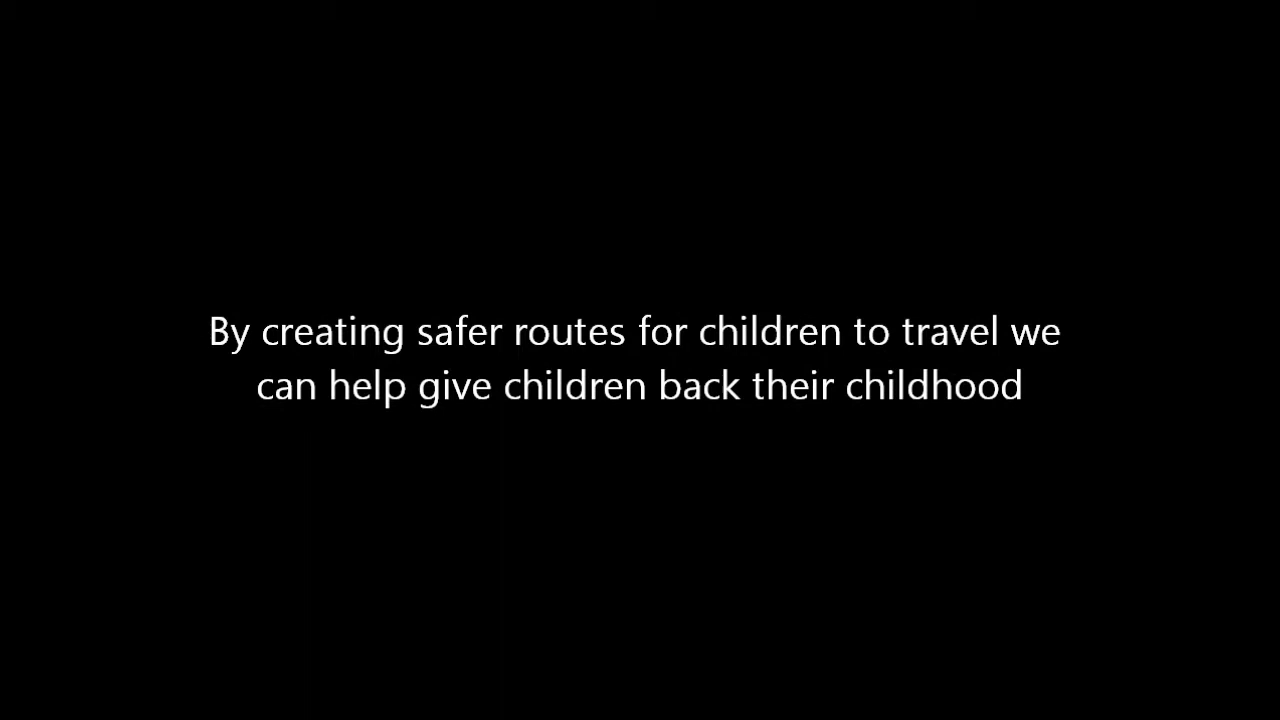 By creating safer routes for children to travel we
can help give children back their childhood